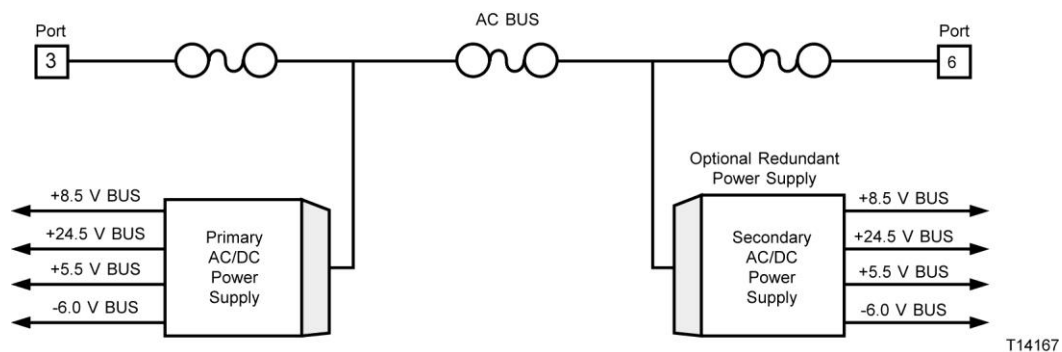 AC BUS
Port
3
Port
6
Optional Redundant
Power Supply
+8.5 V BUS
+24.5 V BUS
+5.5 V BUS
-6.0 V BUS
Primary
AC/DC
Power
Supply
Secondary
AC/DC
Power
Supply
+8.5 V BUS
+24.5 V BUS
+5.5 V BUS
-6.0 V BUS
T14167